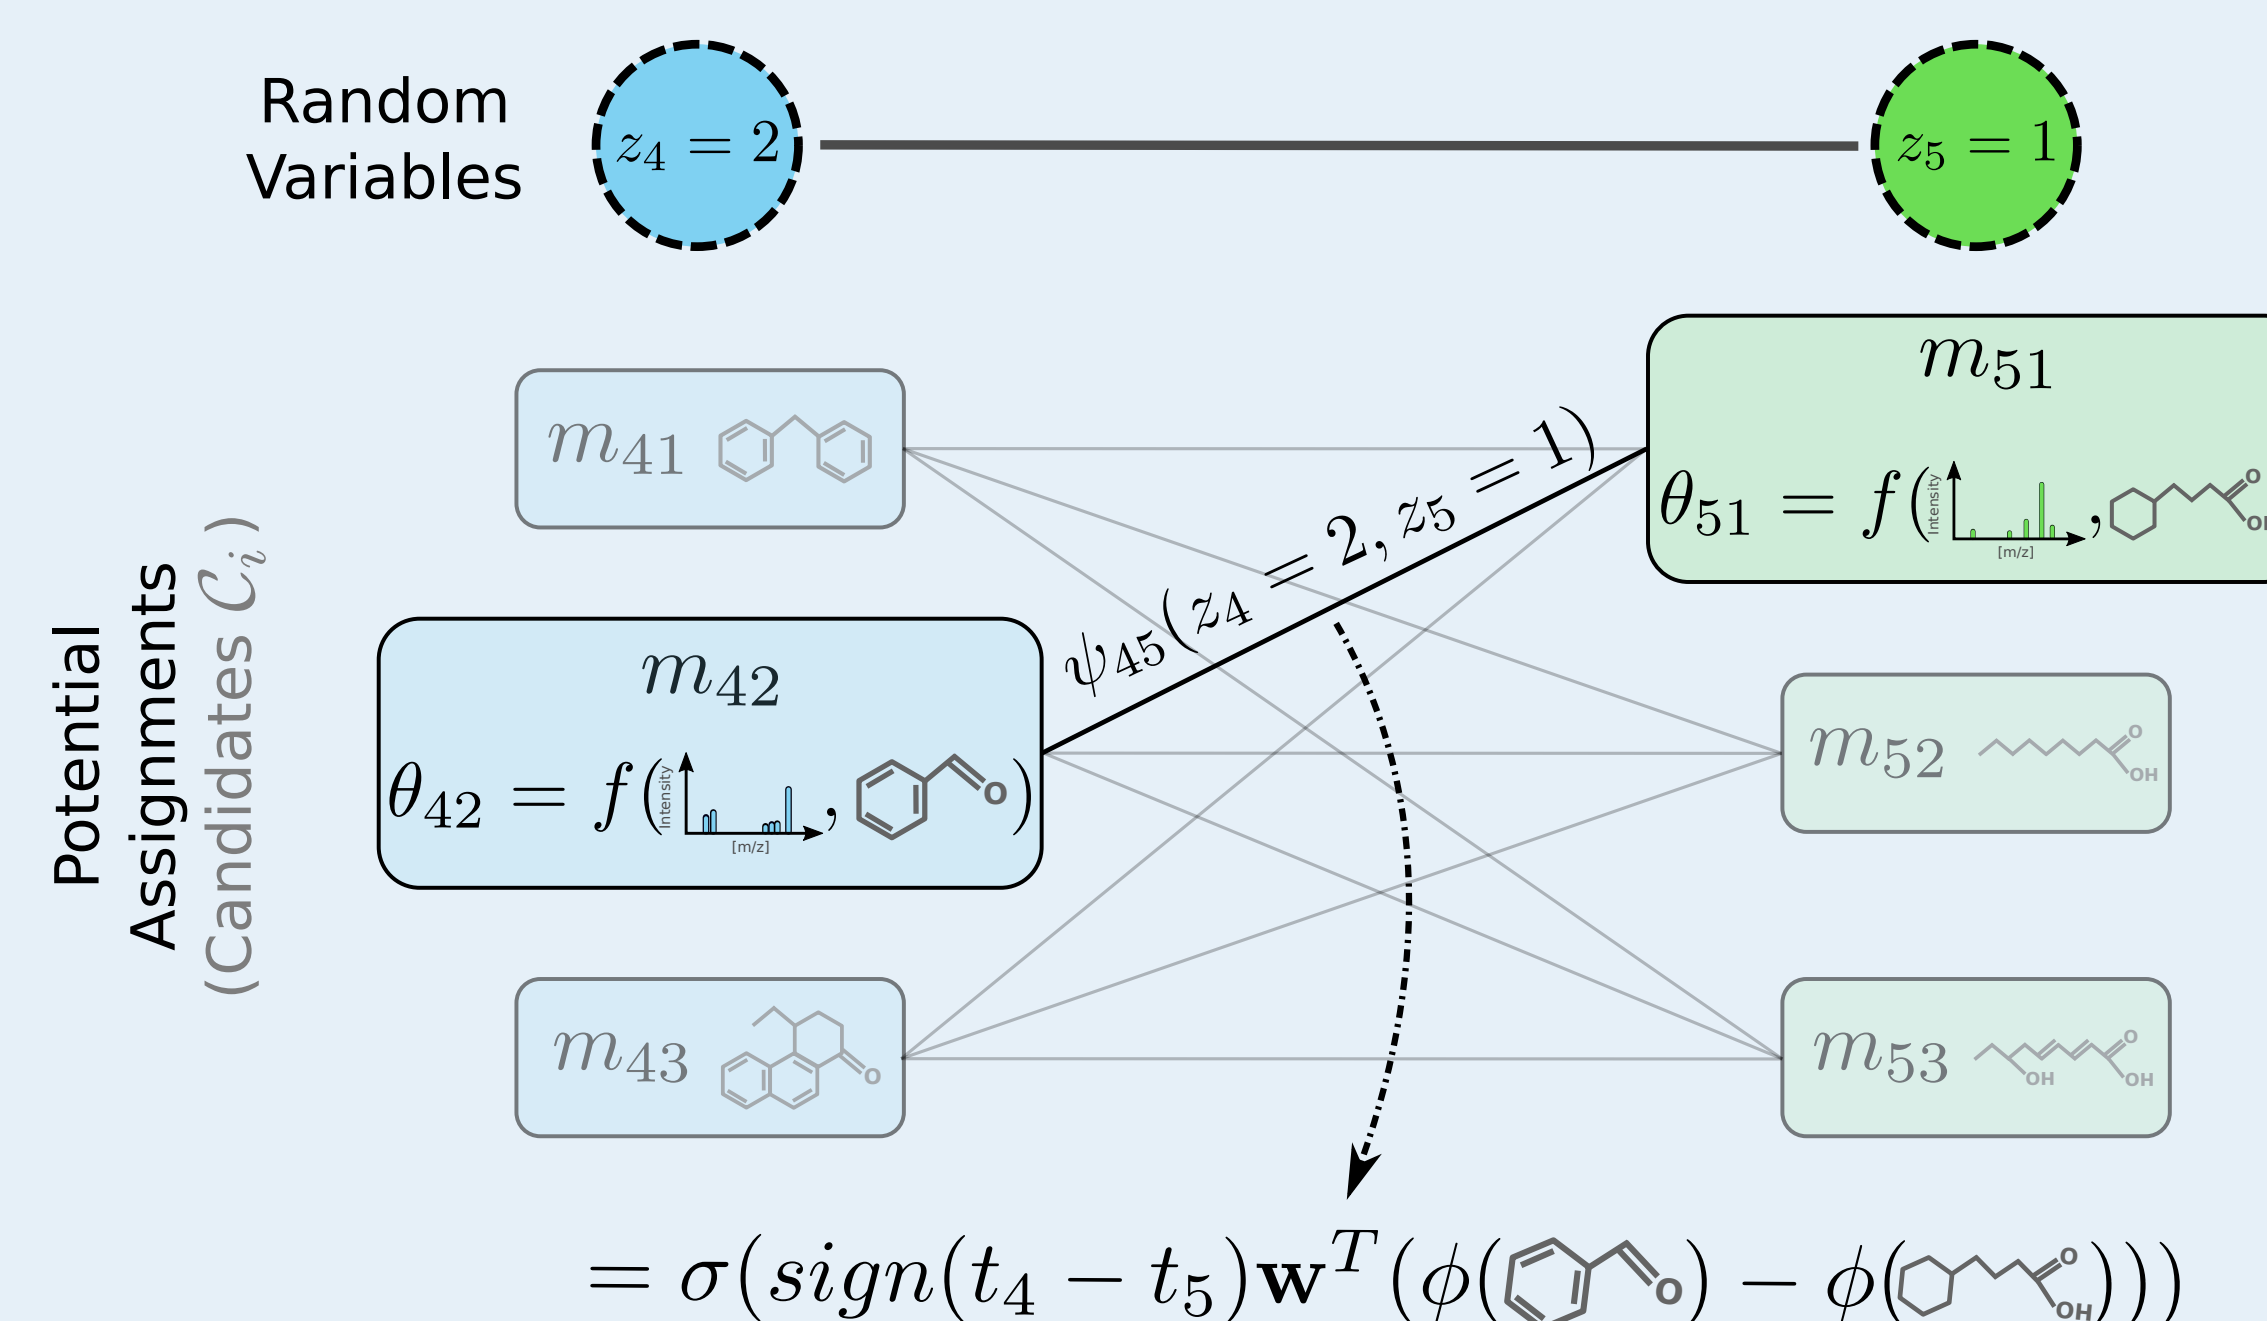 Random
Variables
z₄ = 2
z₅ = 1
Potential
Assignments
(Candidates 𝒞ᵢ)
m₄₁
m₅₁
θ₅₁ = f(
Intensity
[m/z]
,
O
OH
ψ₄₅(z₄ = 2, z₅ = 1)
m₄₂
θ₄₂ = f(
Intensity
[m/z]
,
O
)
m₅₂
O
OH
m₄₃
O
m₅₃
OH
O
OH
= σ(sign(t₄ − t₅)𝐰ᵀ(ϕ( O ) − ϕ( O OH )))